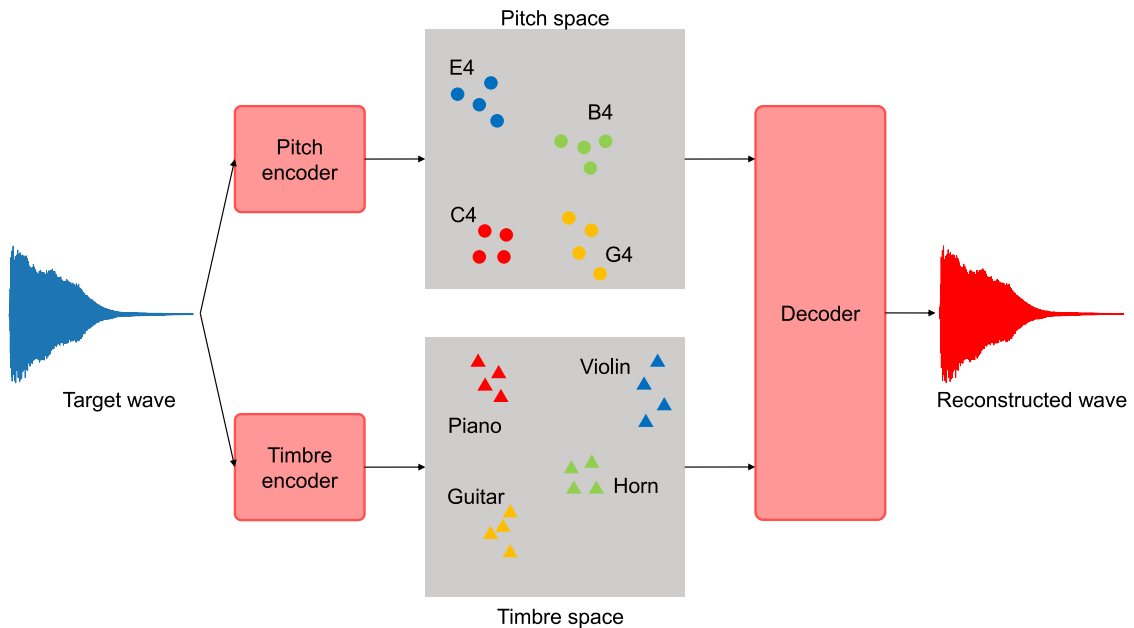 Pitch space
E4
B4
Pitch
encoder
C4
G4
Decoder
Target wave
Reconstructed wave
Violin
Piano
Timbre
encoder
Guitar
Horn
Timbre space